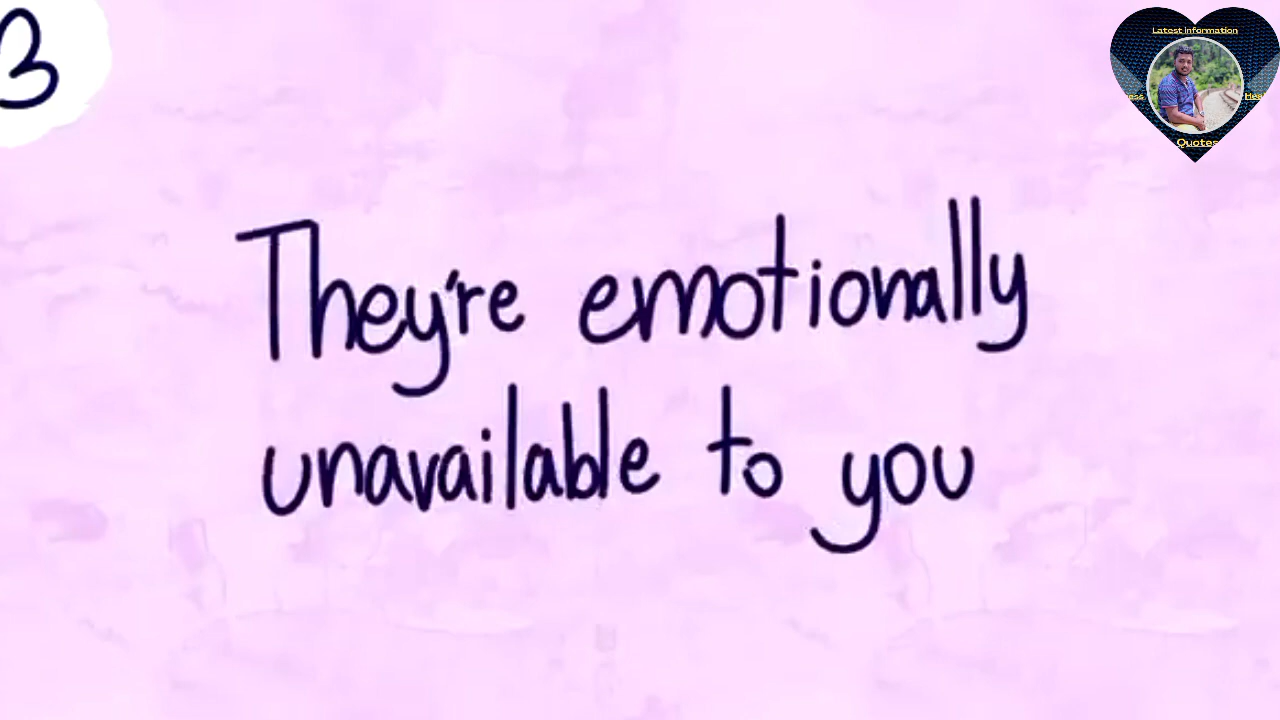 3
Latest information
Quotes
They're emotionally
unavailable to you